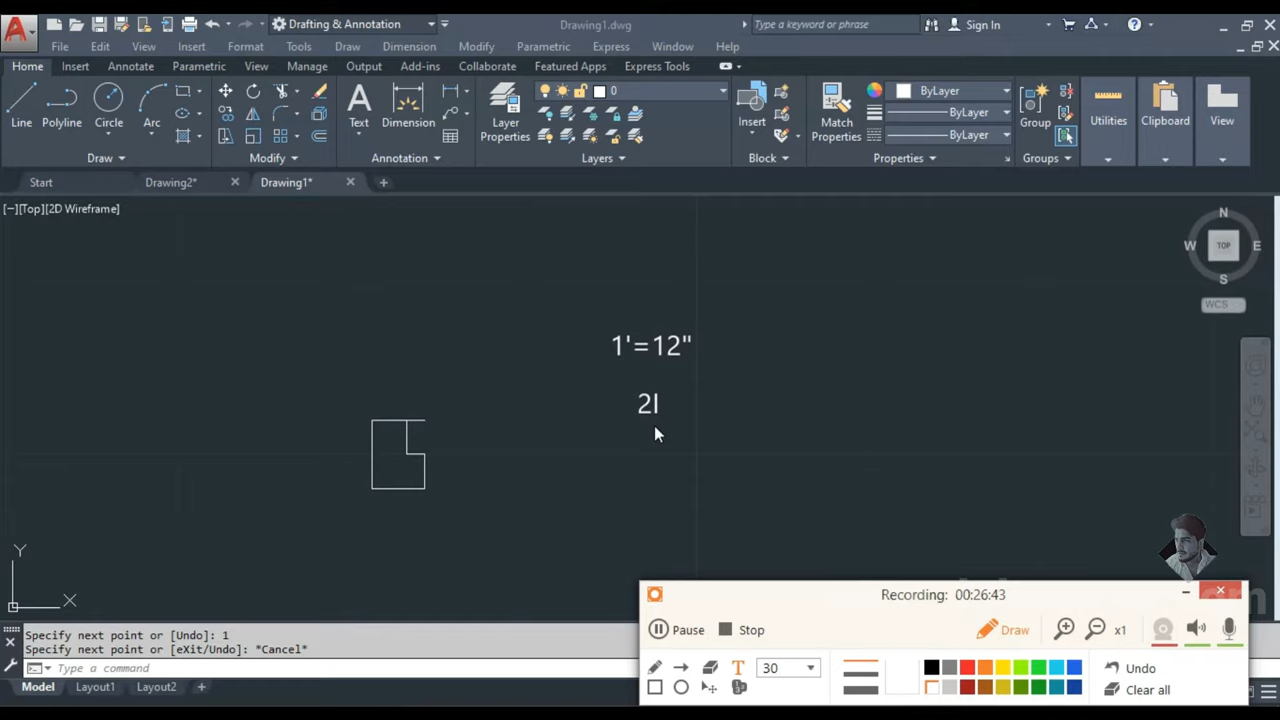 Drafting & Annotation
Drawing1.dwg
Type a keyword or phrase
Sign In
File Edit View Insert Format Tools Draw Dimension Modify Parametric Express Window Help
Home Insert Annotate Parametric View Manage Output Add-ins Collaborate Featured Apps Express Tools
0
ByLayer
ByLayer
ByLayer
Line Polyline Circle Arc
Text Dimension
Layer Properties
Insert
Match Properties
Group
Utilities
Clipboard
View
Draw Modify Annotation Layers Block Properties Groups
Start Drawing2* Drawing1*
[−][Top][2D Wireframe]
N
W TOP E
S
WCS
1'=12"
2
Y
X
Recording: 00:26:43
Pause Stop Draw x1
Specify next point or [Undo]: 1
Specify next point or [eXit/Undo]: *Cancel*
Type a command
T 30 Undo
Clear all
Model Layout1 Layout2